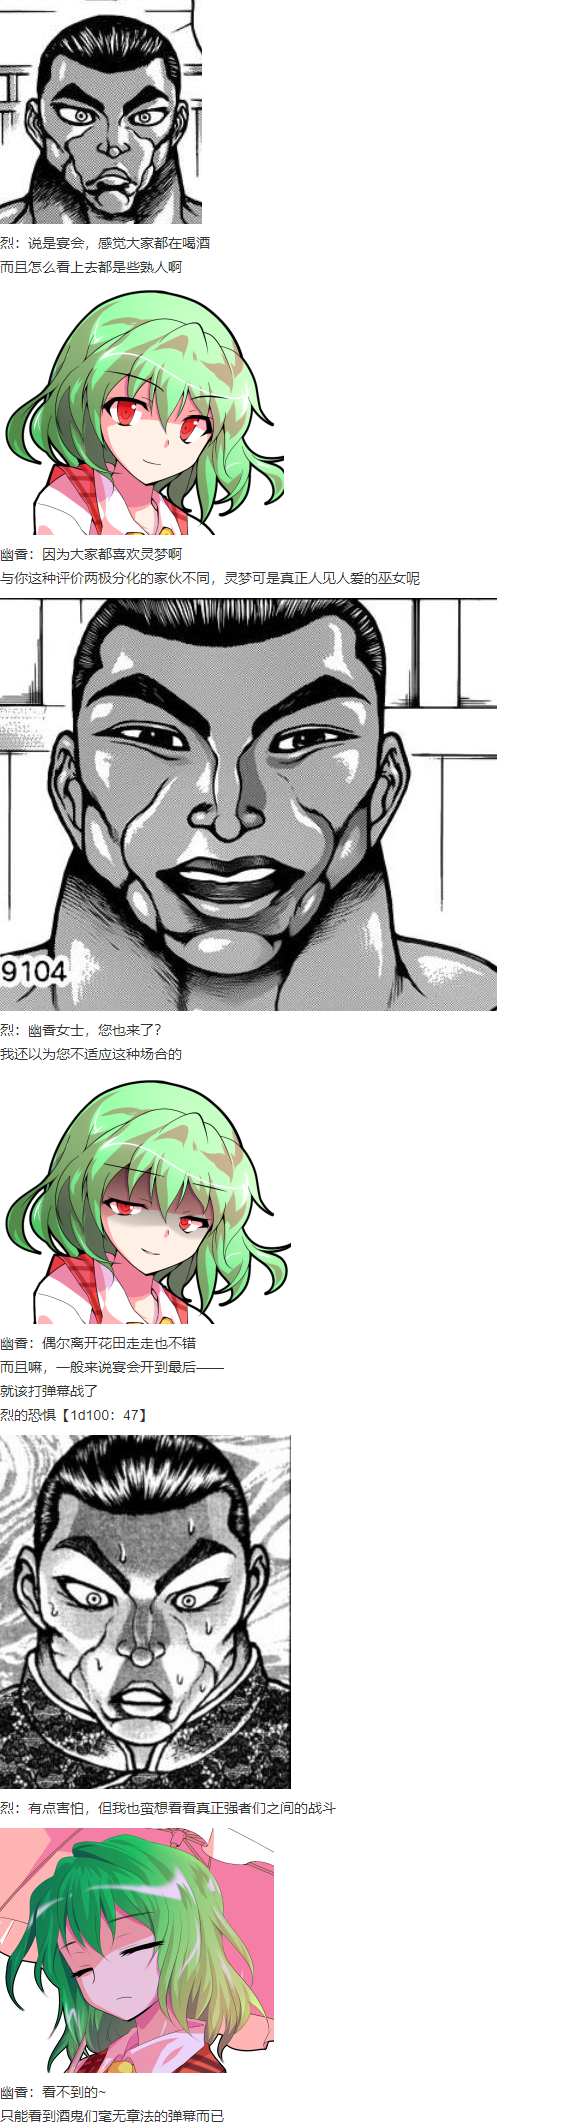 烈：说是宴会，感觉大家都在喝酒
而且怎么看上去都是些熟人啊
幽香：因为大家都喜欢灵梦啊
与你这种评价两极分化的家伙不同，灵梦可是真正人见人爱的巫女呢
9104
烈：幽香女士，您也来了？
我还以为您不适应这种场合的
幽香：偶尔离开花田走走也不错
而且嘛，一般来说宴会开到最后——
就该打弹幕战了
烈的恐惧【1d100：47】
烈：有点害怕，但我也蛮想看看真正强者们之间的战斗
幽香：看不到的~
只能看到酒鬼们毫无章法的弹幕而已